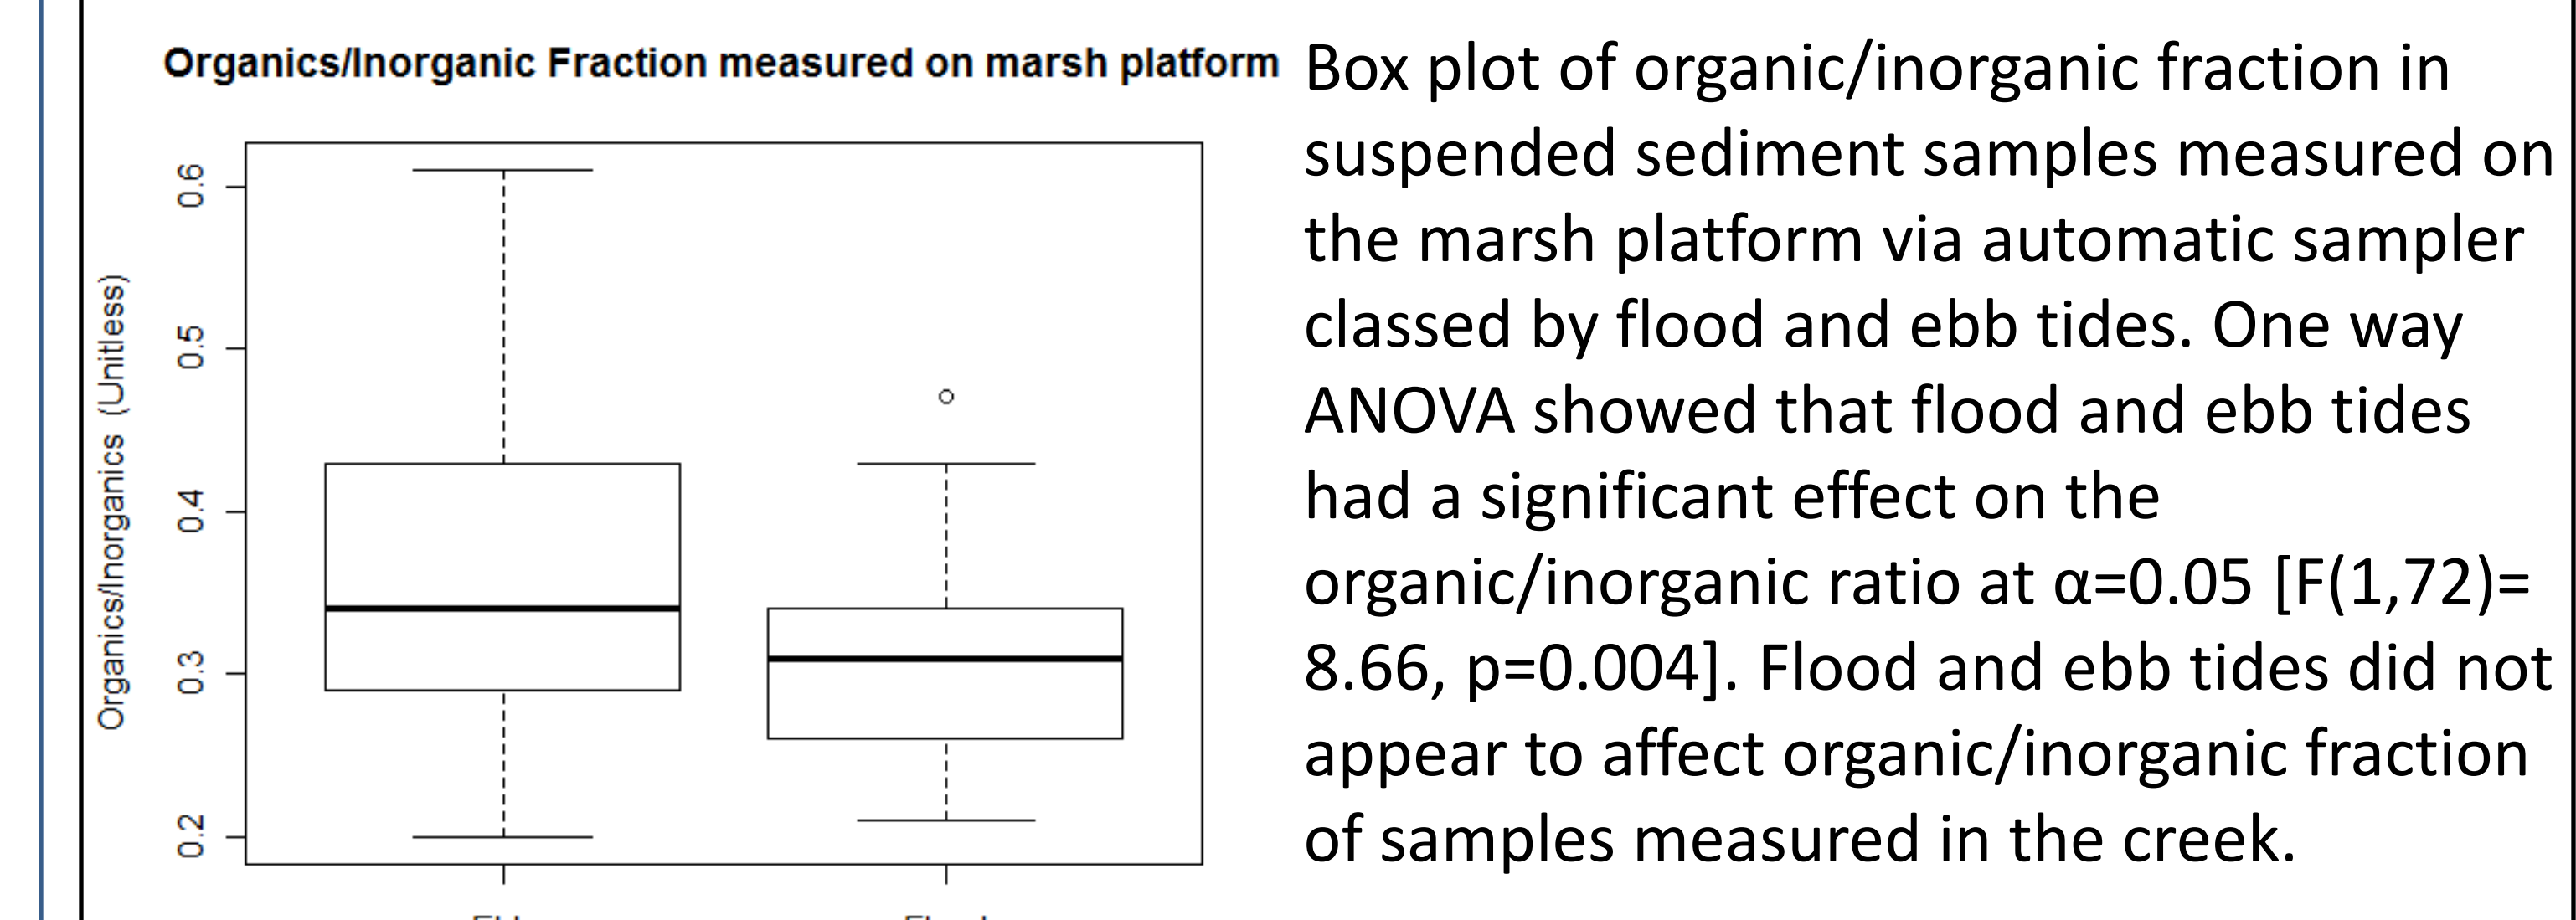 Organics/Inorganic Fraction measured on marsh platform
Organics/Inorganics (Unitless)
0.6
0.5
0.4
0.3
0.2
Box plot of organic/inorganic fraction in
suspended sediment samples measured on
the marsh platform via automatic sampler
classed by flood and ebb tides. One way
ANOVA showed that flood and ebb tides
had a significant effect on the
organic/inorganic ratio at α=0.05 [F(1,72)=
8.66, p=0.004]. Flood and ebb tides did not
appear to affect organic/inorganic fraction
of samples measured in the creek.